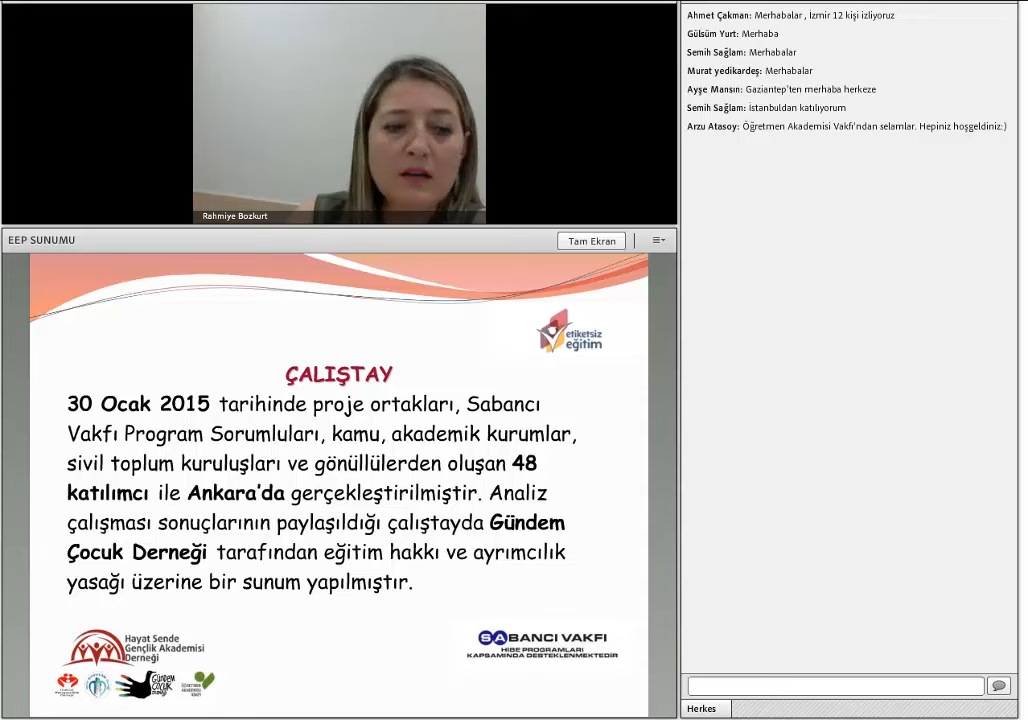 Rahmiye Bozkurt
EEP SUNUMU
Tam Ekran
etiketsiz
eğitim
ÇALIŞTAY
30 Ocak 2015 tarihinde proje ortakları, Sabancı
Vakfı Program Sorumluları, kamu, akademik kurumlar,
sivil toplum kuruluşları ve gönüllülerden oluşan 48
katılımcı ile Ankara'da gerçekleştirilmiştir. Analiz
çalışması sonuçlarının paylaşıldığı çalıştayda Gündem
Çocuk Derneği tarafından eğitim hakkı ve ayrımcılık
yasağı üzerine bir sunum yapılmıştır.
Hayat Sende
Gençlik Akademisi
Derneği
Gündem
Çocuk
SABANCI VAKFI
HİBE PROGRAMLARI
KAPSAMINDA DESTEKLENMEKTEDİR
Ahmet Çakman: Merhabalar , İzmir 12 kişi izliyoruz
Gülsüm Yurt: Merhaba
Semih Sağlam: Merhabalar
Murat yedikardeş: Merhabalar
Ayşe Mansın: Gaziantep'ten merhaba herkeze
Semih Sağlam: İstanbuldan katılıyorum
Arzu Atasoy: Öğretmen Akademisi Vakfı'ndan selamlar. Hepiniz hoşgeldiniz:)
Herkes